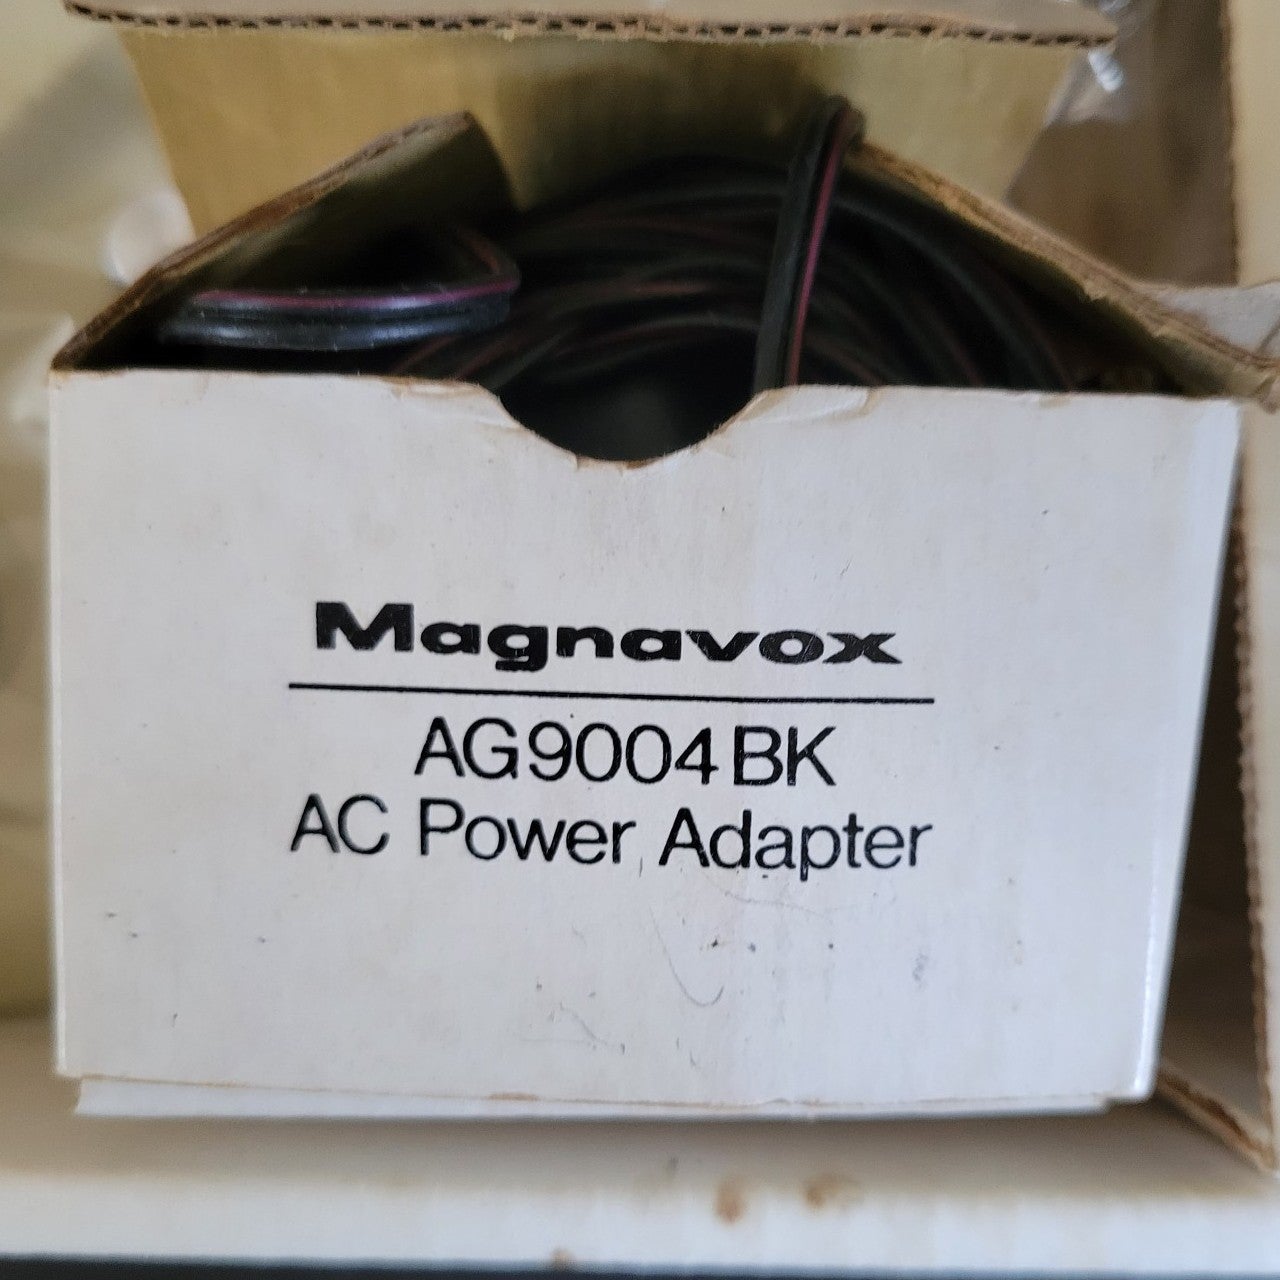 Magnavox
AG9004BK
AC Power Adapter